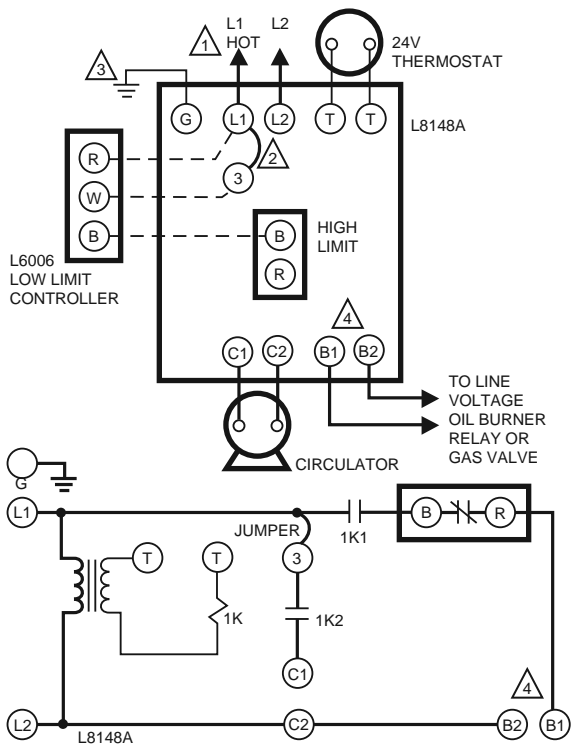 L1
HOT
L2
24V
THERMOSTAT
1
3
G
L1
L2
T
T
L8148A
2
3
R
W
B
L6006
LOW LIMIT
CONTROLLER
B
R
HIGH
LIMIT
4
C1
C2
B1
B2
TO LINE
VOLTAGE
OIL BURNER
RELAY OR
GAS VALVE
CIRCULATOR
G
L1
JUMPER
1K1
B
R
T
T
3
1K
1K2
C1
4
L2
L8148A
C2
B2
B1